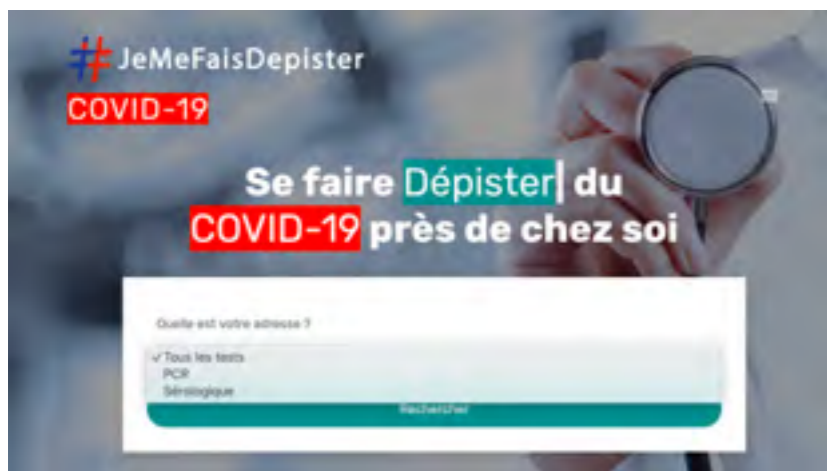 #JeMeFaisDepister
COVID-19
Se faire Dépister| du
COVID-19 près de chez soi
Quelle est votre adresse ?
✓ Tous les tests
PCR
Sérologique
Rechercher